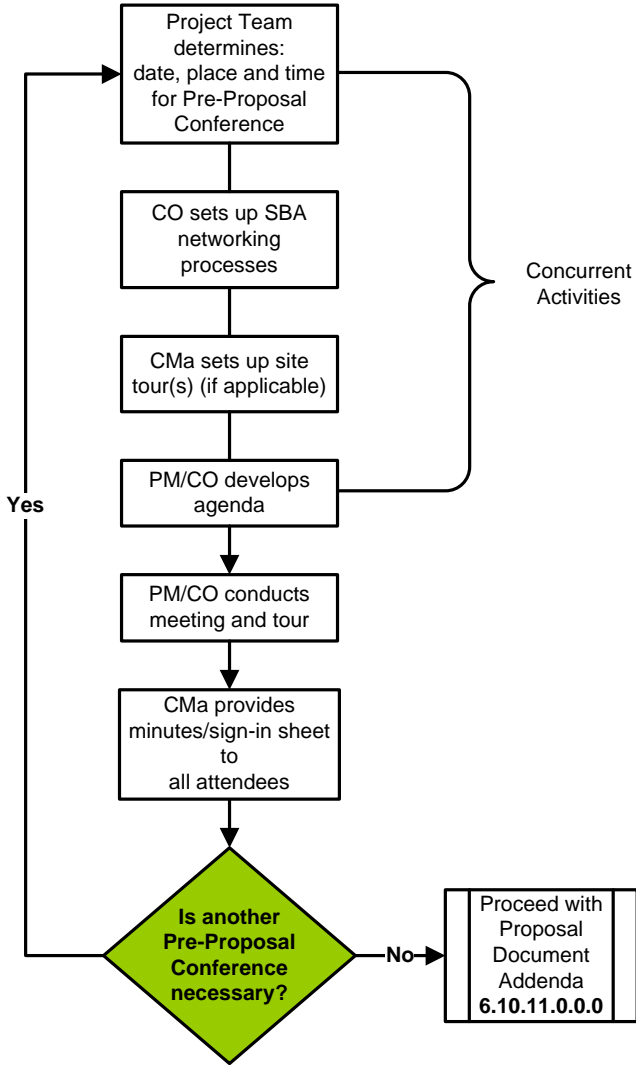 Project Team
determines:
date, place and time
for Pre-Proposal
Conference
CO sets up SBA
networking
processes
Concurrent
Activities
CMa sets up site
tour(s) (if applicable)
PM/CO develops
agenda
Yes
PM/CO conducts
meeting and tour
CMa provides
minutes/sign-in sheet
to
all attendees
Is another
Pre-Proposal
Conference
necessary?
No
Proceed with
Proposal
Document
Addenda
6.10.11.0.0.0